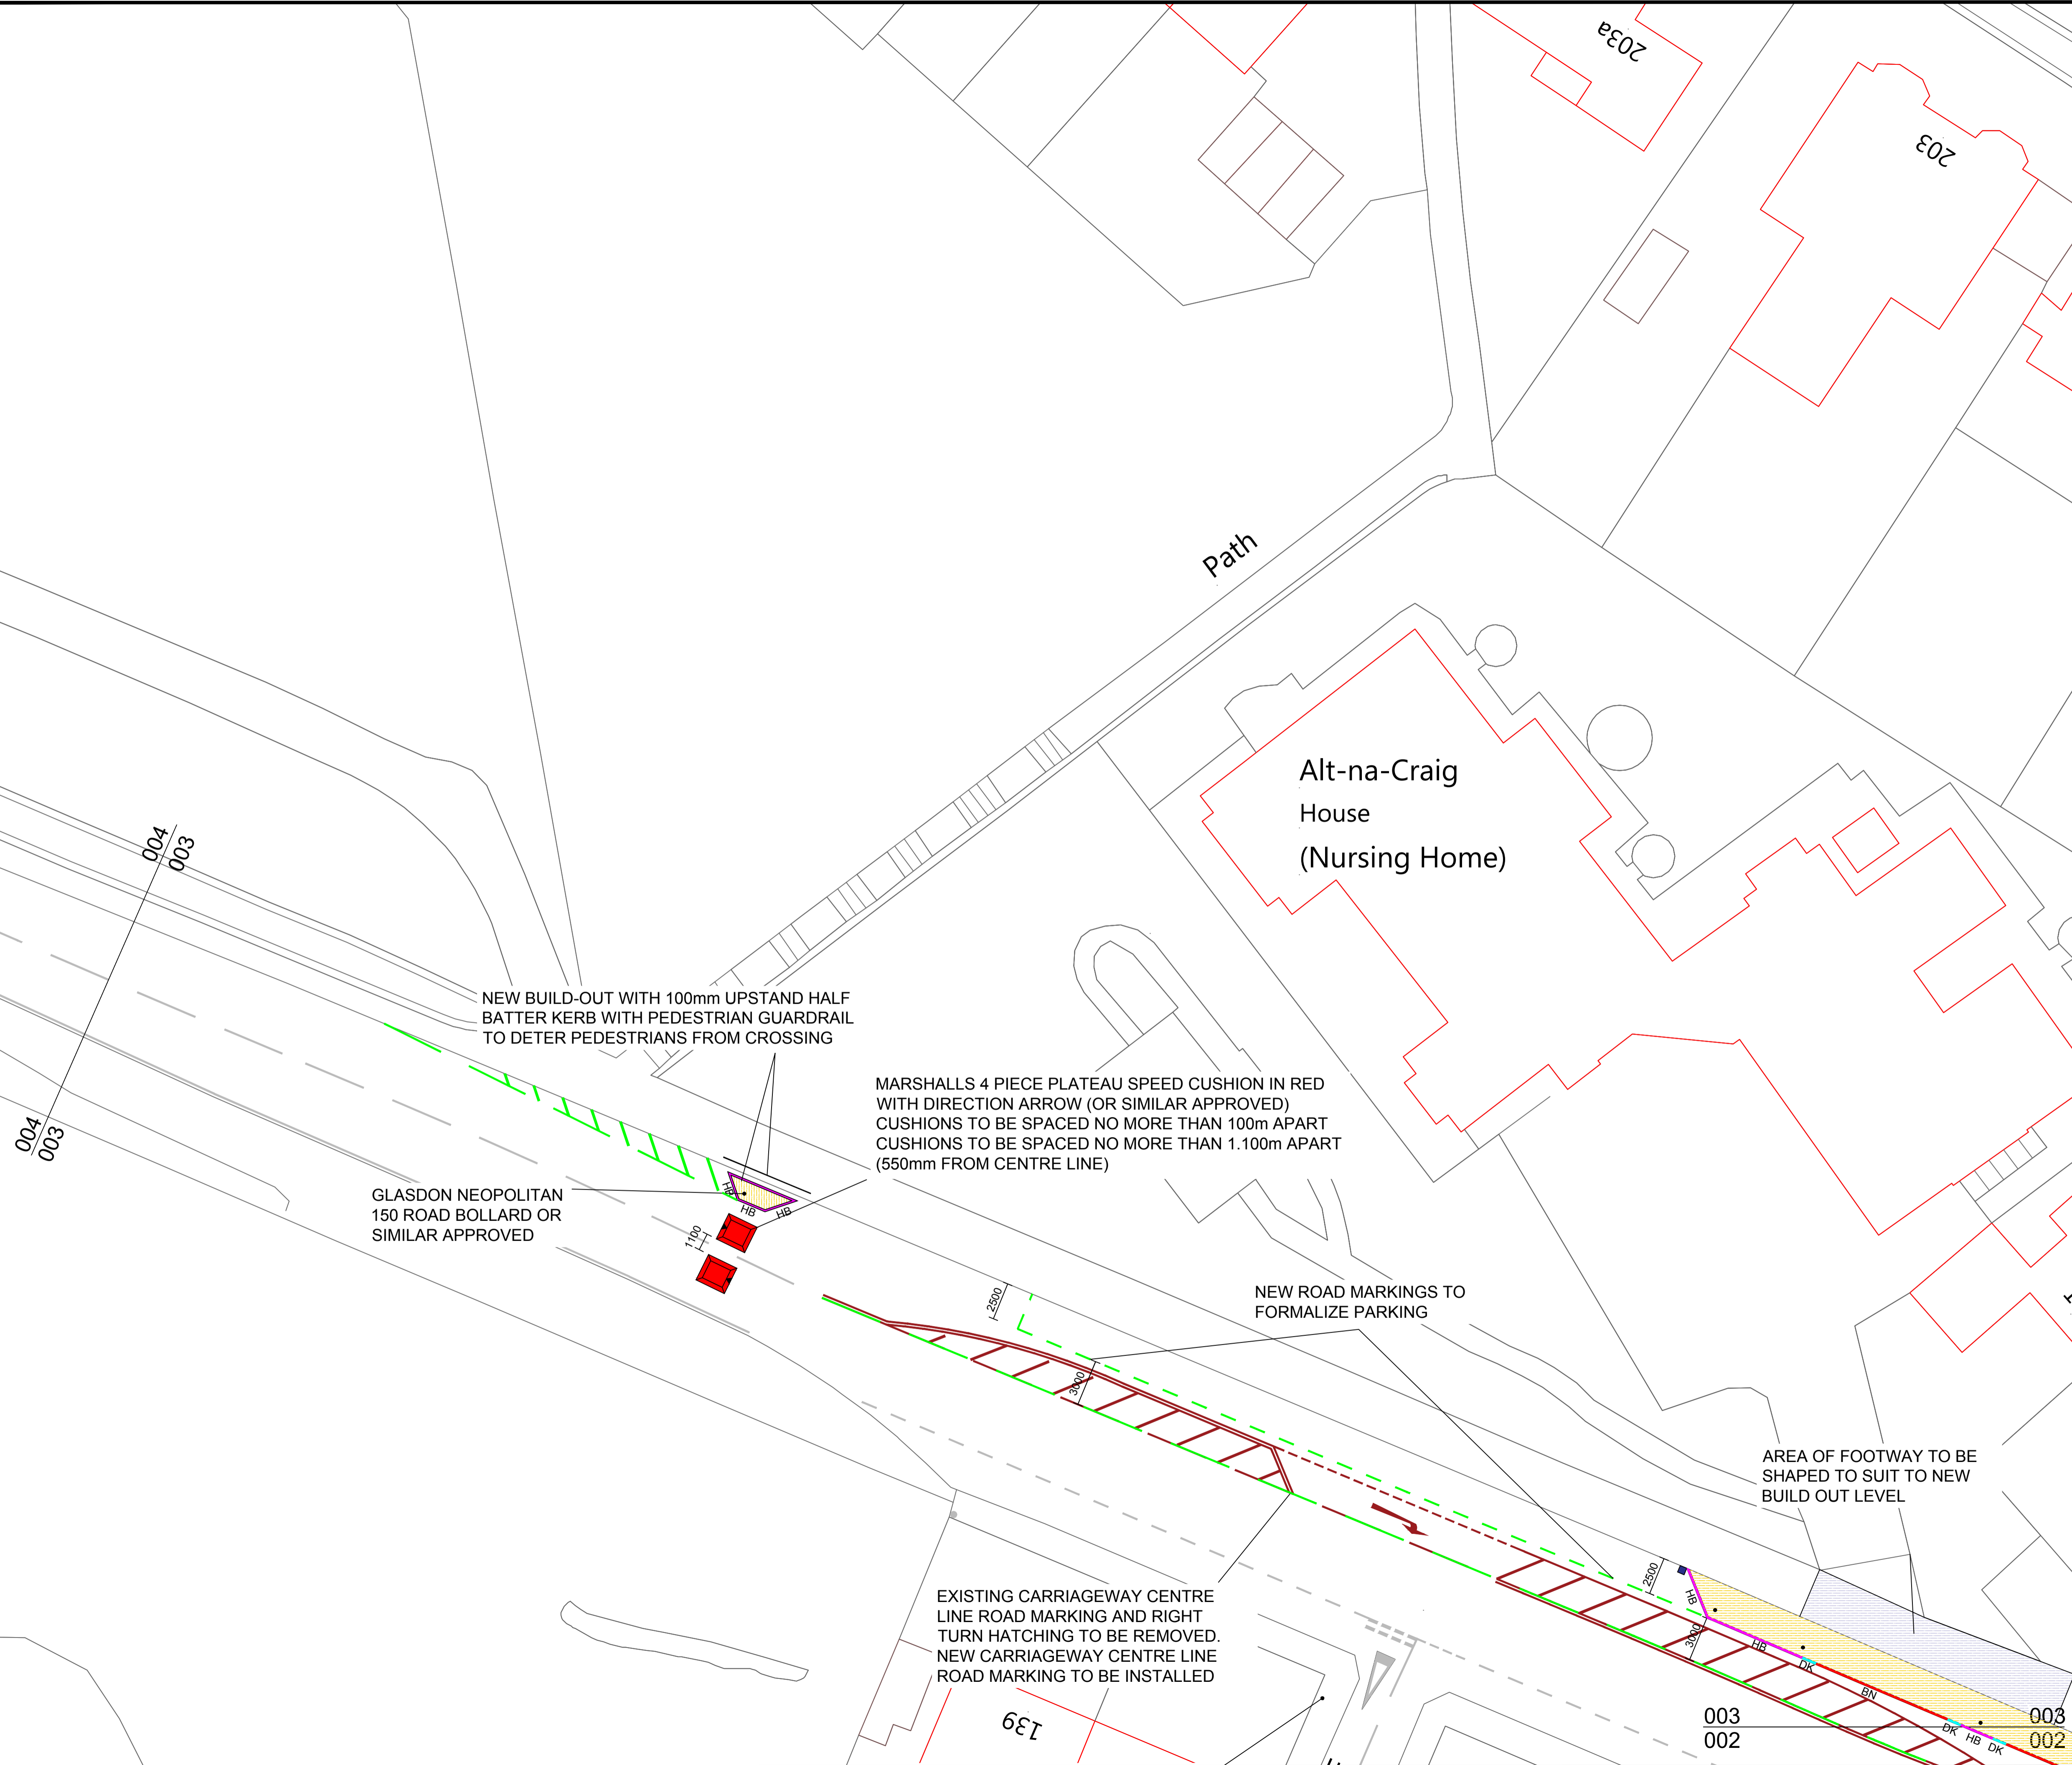 203a
203
Path
Alt-na-Craig
House
(Nursing Home)
004
003
NEW BUILD-OUT WITH 100mm UPSTAND HALF
BATTER KERB WITH PEDESTRIAN GUARDRAIL
TO DETER PEDESTRIANS FROM CROSSING
MARSHALLS 4 PIECE PLATEAU SPEED CUSHION IN RED
WITH DIRECTION ARROW (OR SIMILAR APPROVED)
CUSHIONS TO BE SPACED NO MORE THAN 100m APART
CUSHIONS TO BE SPACED NO MORE THAN 1.100m APART
(550mm FROM CENTRE LINE)
004
003
GLASDON NEOPOLITAN
150 ROAD BOLLARD OR
SIMILAR APPROVED
HB
HB
HB
1100
2500
NEW ROAD MARKINGS TO
FORMALIZE PARKING
3000
AREA OF FOOTWAY TO BE
SHAPED TO SUIT TO NEW
BUILD OUT LEVEL
2500
HB
3000
HB
DK
BN
DK
HB
DK
EXISTING CARRIAGEWAY CENTRE
LINE ROAD MARKING AND RIGHT
TURN HATCHING TO BE REMOVED.
NEW CARRIAGEWAY CENTRE LINE
ROAD MARKING TO BE INSTALLED
139
003
002
003
002